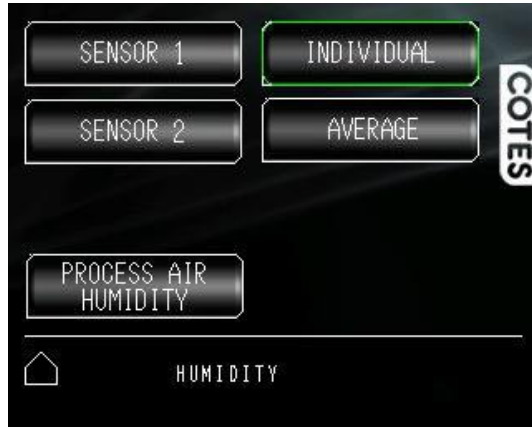 SENSOR 1
INDIVIDUAL
SENSOR 2
AVERAGE
COTES
PROCESS AIR
HUMIDITY
HUMIDITY